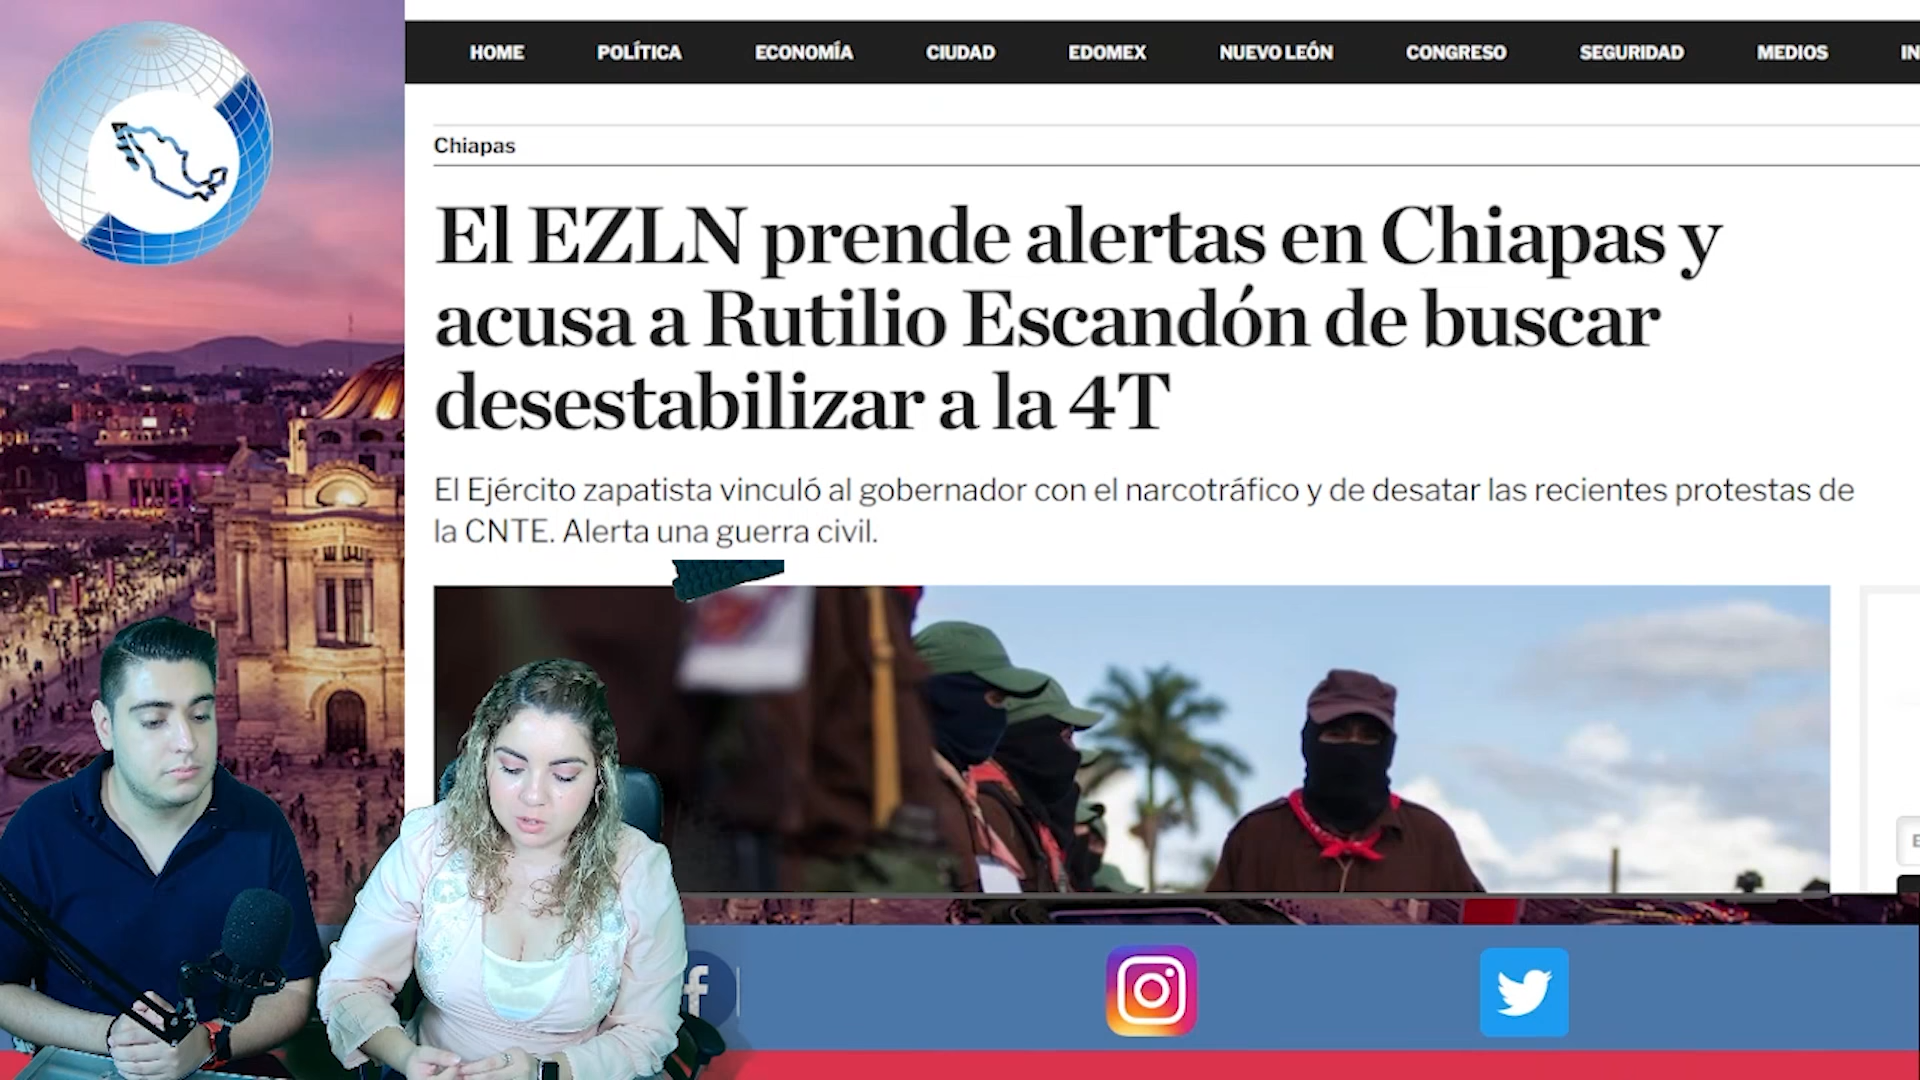 HOME POLÍTICA ECONOMÍA CIUDAD EDOMEX NUEVO LEÓN CONGRESO SEGURIDAD MEDIOS
Chiapas
El EZLN prende alertas en Chiapas y
acusa a Rutilio Escandón de buscar
desestabilizar a la 4T
El Ejército zapatista vinculó al gobernador con el narcotráfico y de desatar las recientes protestas de
la CNTE. Alerta una guerra civil.